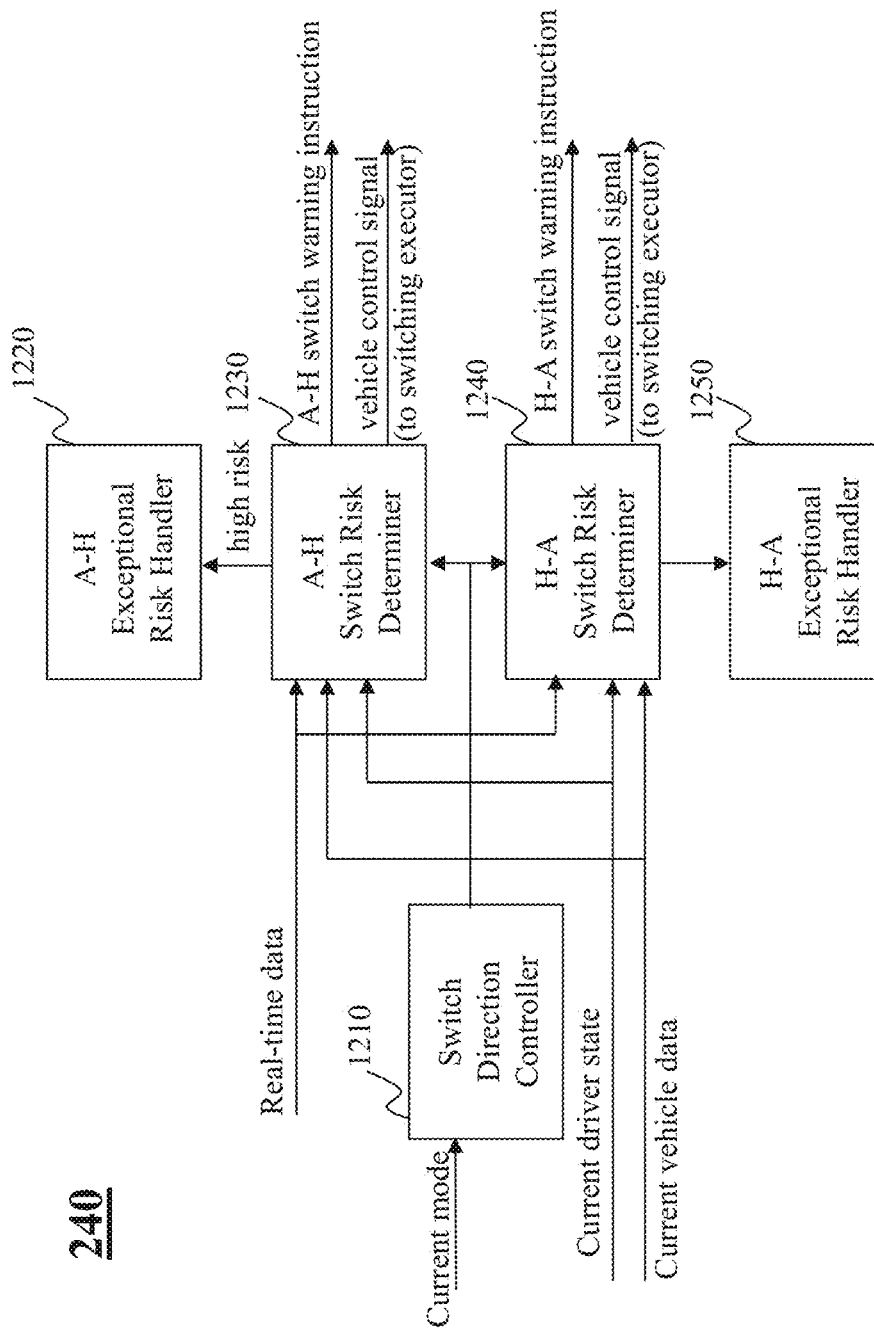 240
1220
A-H
Exceptional
Risk Handler
high risk
1230
A-H
Switch Risk
Determiner
A-H switch warning instruction
vehicle control signal
(to switching executor)
Real-time data
1210
Switch
Direction
Controller
Current mode
Current driver state
Current vehicle data
1240
H-A
Switch Risk
Determiner
H-A switch warning instruction
vehicle control signal
(to switching executor)
1250
H-A
Exceptional
Risk Handler